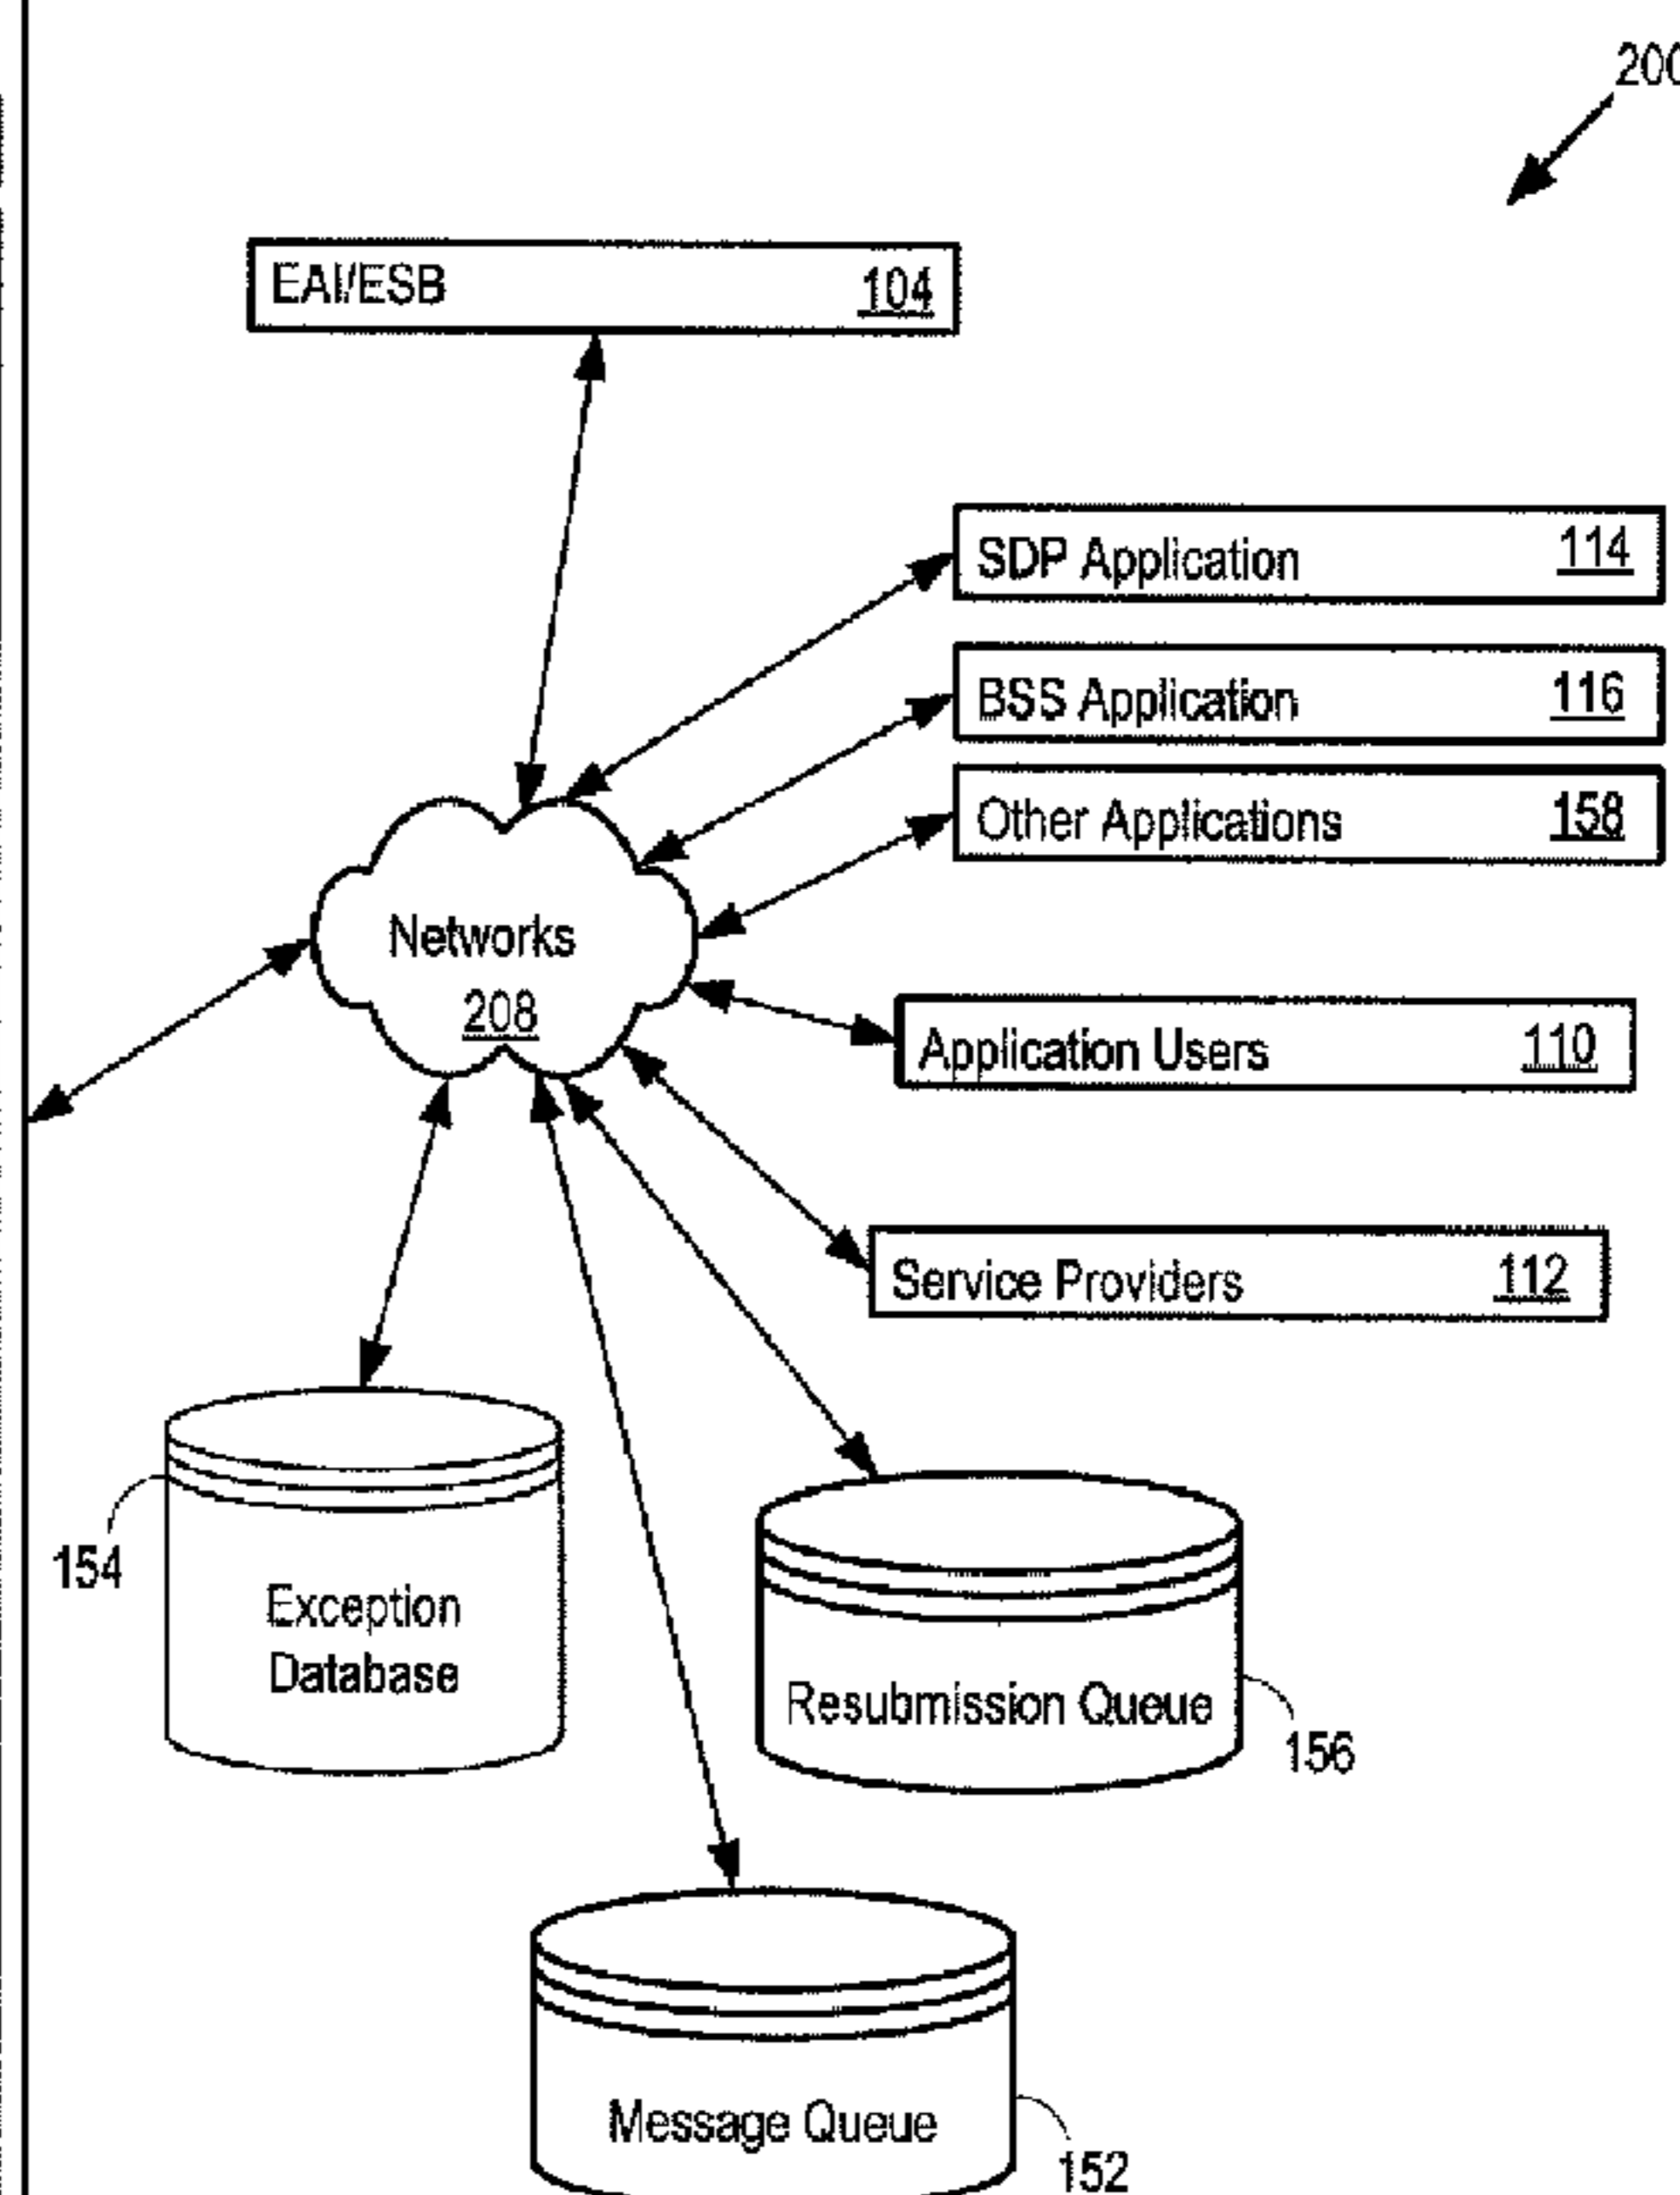 200
EAI/ESB 104
SDP Application 114
BSS Application 116
Other Applications 158
Networks
208
Application Users 110
Service Providers 112
154
Exception
Database
Resubmission Queue
156
Message Queue
152